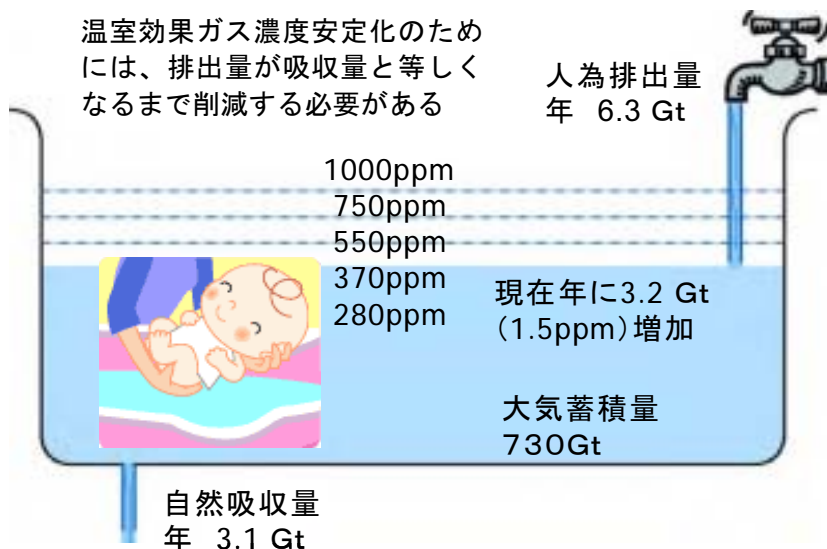 温室効果ガス濃度安定化のため
には、排出量が吸収量と等しく
なるまで削減する必要がある
人為排出量
年 6.3 Gt
1000ppm
750ppm
550ppm
370ppm
280ppm
現在年に3.2 Gt
(1.5ppm)増加
大気蓄積量
730Gt
自然吸収量
年 3.1 Gt